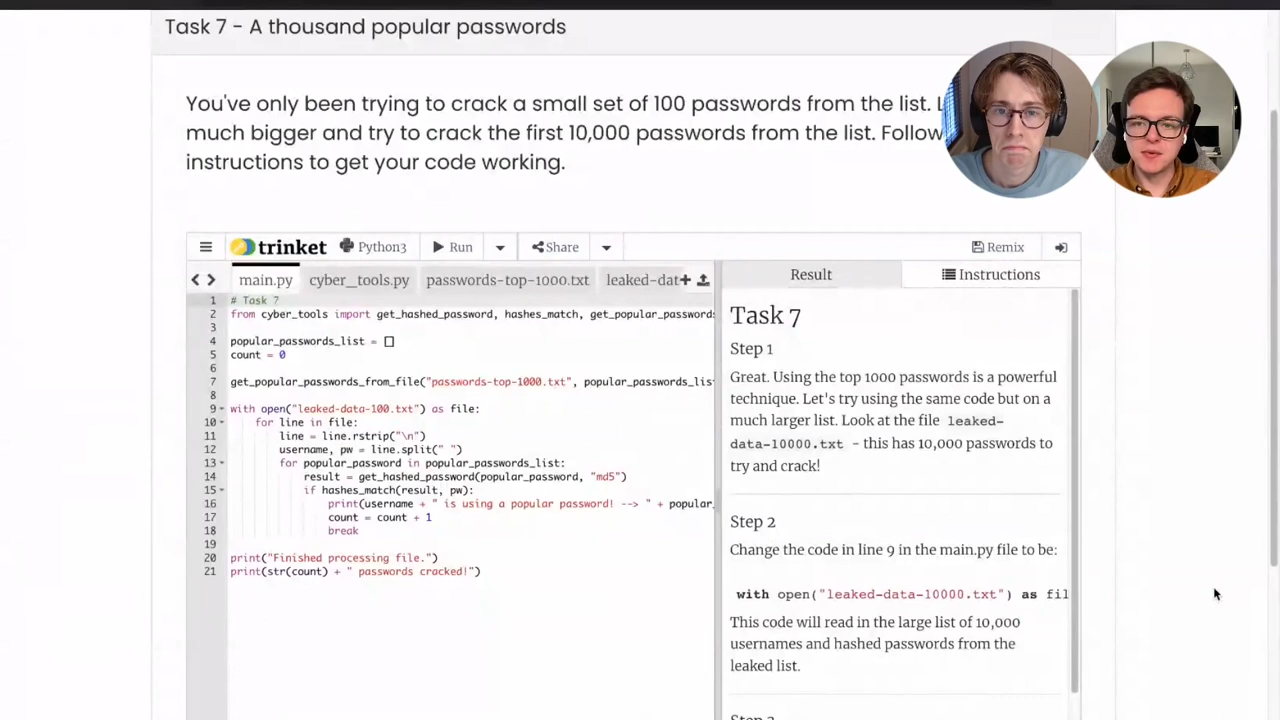 Task 7 - A thousand popular passwords
You've only been trying to crack a small set of 100 passwords from the list.
much bigger and try to crack the first 10,000 passwords from the list. Follow
instructions to get your code working.
trinket Python3 Run Share Remix
main.py cyber_tools.py passwords-top-1000.txt leaked-dat
Result Instructions
1 # Task 7
2 from cyber_tools import get_hashed_password, hashes_match, get_popular_passwords
3
4 popular_passwords_list = []
5 count = 0
6
7 get_popular_passwords_from_file("passwords-top-1000.txt", popular_passwords_lis
8
9 with open("leaked-data-100.txt") as file:
10 for line in file:
11 line = line.rstrip("\n")
12 username, pw = line.split(" ")
13 for popular_password in popular_passwords_list:
14 result = get_hashed_password(popular_password, "md5")
15 if hashes_match(result, pw):
16 print(username + " is using a popular password! --> " + popular
17 count = count + 1
18 break
19
20 print("Finished processing file.")
21 print(str(count) + " passwords cracked!")
Task 7
Step 1
Great. Using the top 1000 passwords is a powerful
technique. Let's try using the same code but on a
much larger list. Look at the file leaked-
data-10000.txt - this has 10,000 passwords to
try and crack!
Step 2
Change the code in line 9 in the main.py file to be:
with open("leaked-data-10000.txt") as fil
This code will read in the large list of 10,000
usernames and hashed passwords from the
leaked list.